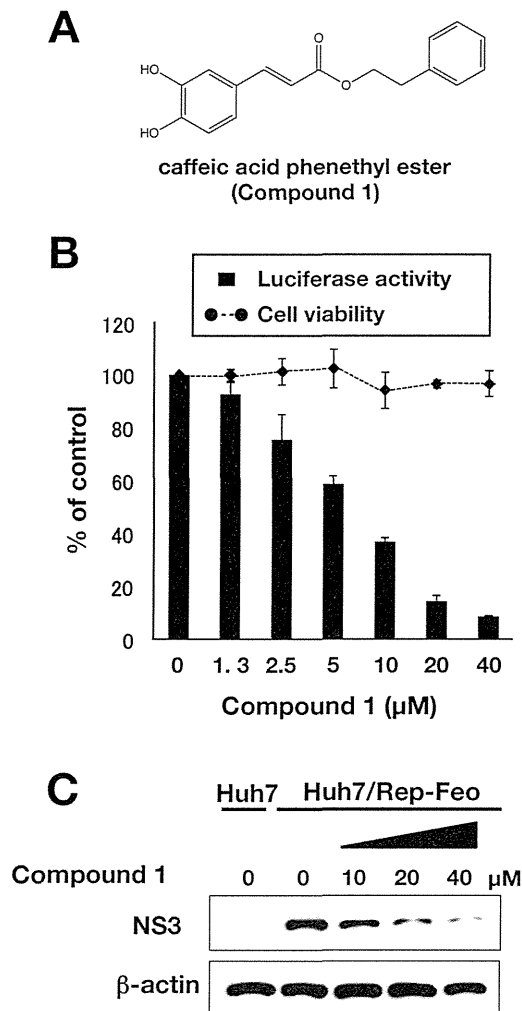 A
O
HO
O
HO
caffeic acid phenethyl ester
(Compound 1)
B
Luciferase activity
Cell viability
120
100
80
60
40
20
0
% of control
0 1.3 2.5 5 10 20 40
Compound 1 (μM)
C
Huh7 Huh7/Rep-Feo
Compound 1 0 0 10 20 40 μM
NS3
β-actin